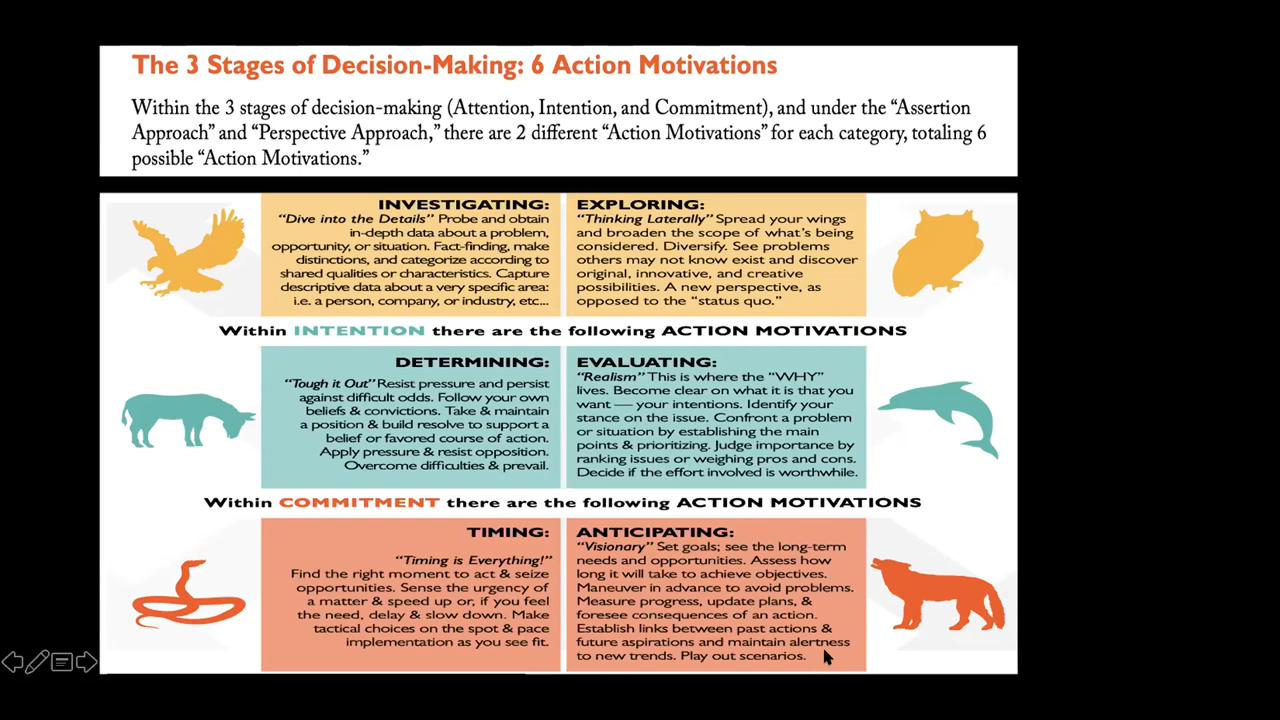 The 3 Stages of Decision-Making: 6 Action Motivations
Within the 3 stages of decision-making (Attention, Intention, and Commitment), and under the “Assertion
Approach” and “Perspective Approach,” there are 2 different “Action Motivations” for each category, totaling 6
possible “Action Motivations.”
INVESTIGATING:
“Dive into the Details” Probe and obtain
in-depth data about a problem,
opportunity, or situation. Fact-finding, make
distinctions, and categorize according to
shared qualities or characteristics. Capture
descriptive data about a very specific area:
i.e. a person, company, or industry, etc...
EXPLORING:
“Thinking Laterally” Spread your wings
and broaden the scope of what’s being
considered. Diversify. See problems
others may not know exist and discover
original, innovative, and creative
possibilities. A new perspective, as
opposed to the “status quo.”
Within INTENTION there are the following ACTION MOTIVATIONS
DETERMINING:
“Tough it Out” Resist pressure and persist
against difficult odds. Follow your own
beliefs & convictions. Take & maintain
a position & build resolve to support a
belief or favored course of action.
Apply pressure & resist opposition.
Overcome difficulties & prevail.
EVALUATING:
“Realism” This is where the “WHY”
lives. Become clear on what it is that you
want — your intentions. Identify your
stance on the issue. Confront a problem
or situation by establishing the main
points & prioritizing. Judge importance by
ranking issues or weighing pros and cons.
Decide if the effort involved is worthwhile.
Within COMMITMENT there are the following ACTION MOTIVATIONS
TIMING:
“Timing is Everything!”
Find the right moment to act & seize
opportunities. Sense the urgency of
a matter & speed up or, if you feel
the need, delay & slow down. Make
tactical choices on the spot & pace
implementation as you see fit.
ANTICIPATING:
“Visionary” Set goals; see the long-term
needs and opportunities. Assess how
long it will take to achieve objectives.
Maneuver in advance to avoid problems.
Measure progress, update plans, &
foresee consequences of an action.
Establish links between past actions &
future aspirations and maintain alertness
to new trends. Play out scenarios.